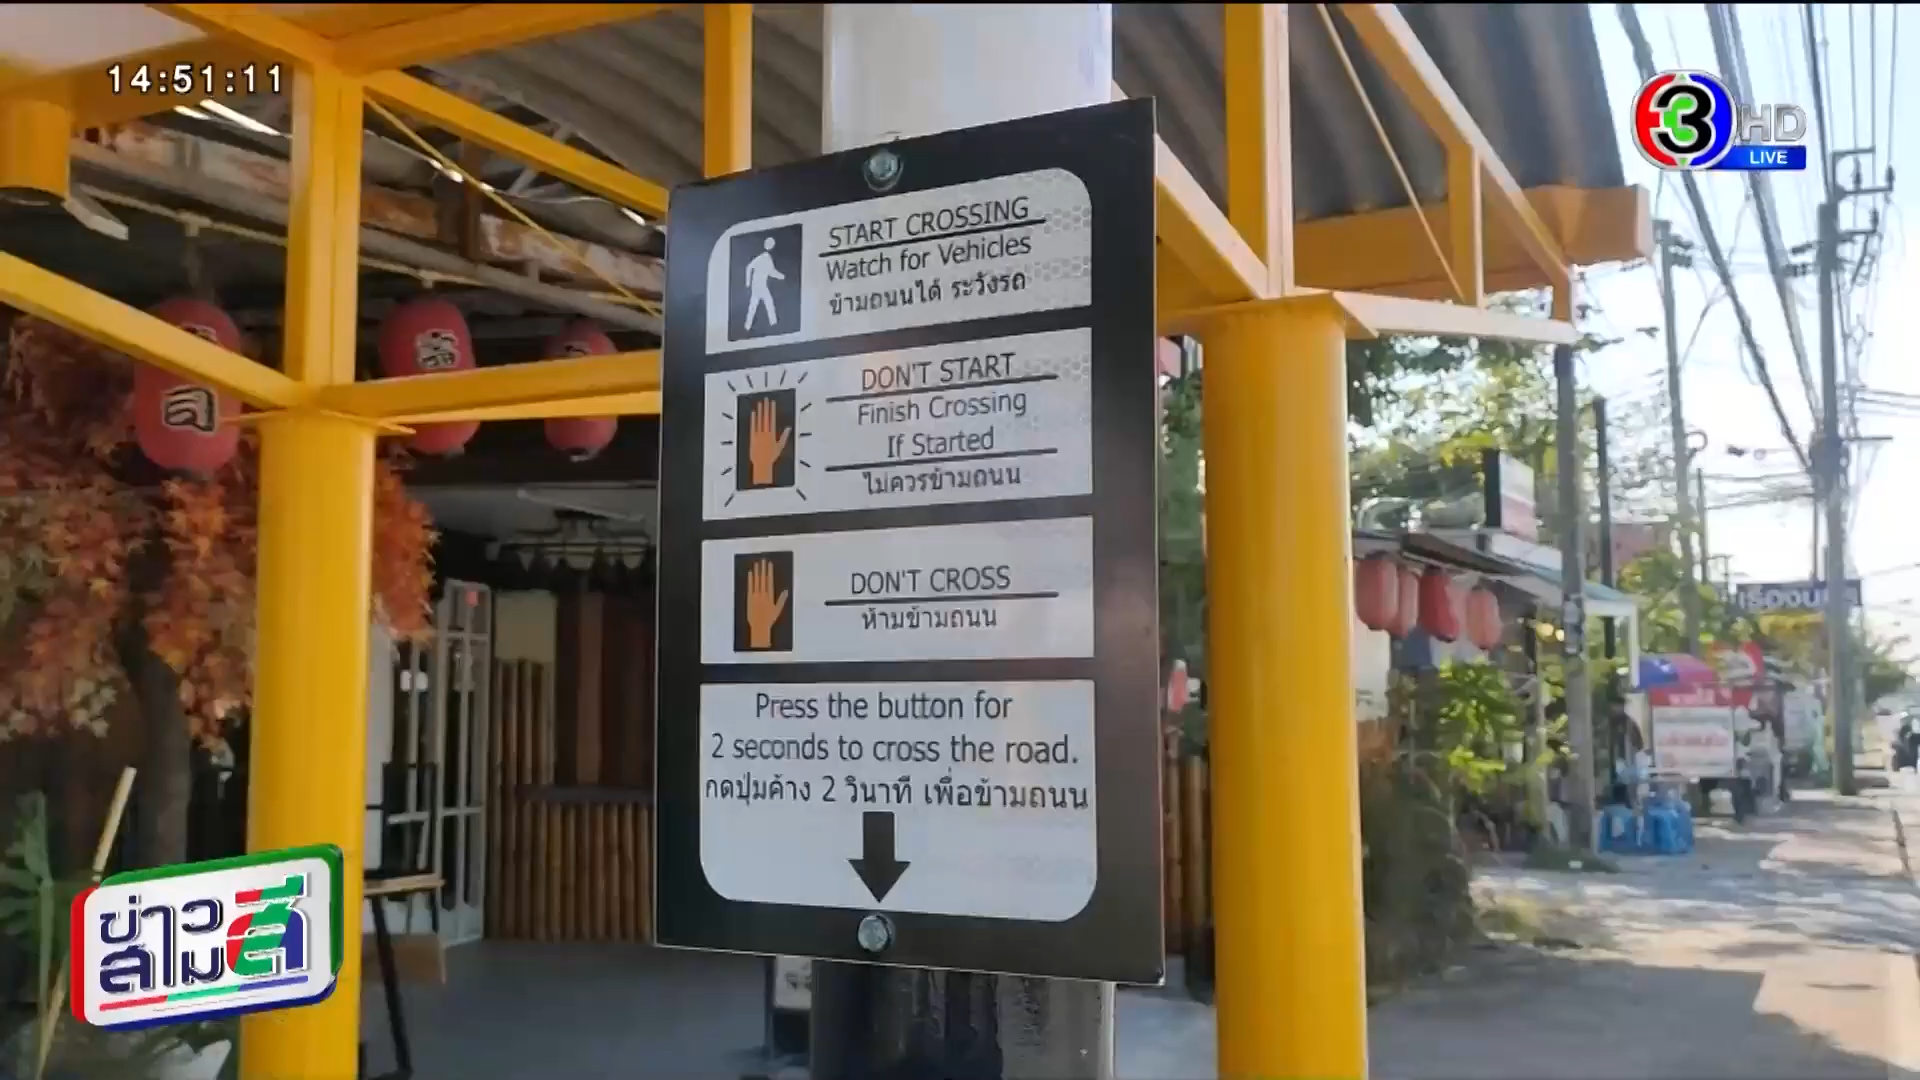 14:51:11
3 HD
LIVE
START CROSSING
Watch for Vehicles
ข้ามถนนได้ ระวังรถ
DON'T START
Finish Crossing
If Started
ไม่ควรข้ามถนน
DON'T CROSS
ห้ามข้ามถนน
Press the button for
2 seconds to cross the road.
กดปุ่มค้าง 2 วินาที เพื่อข้ามถนน
司
ข่าว
สามสี